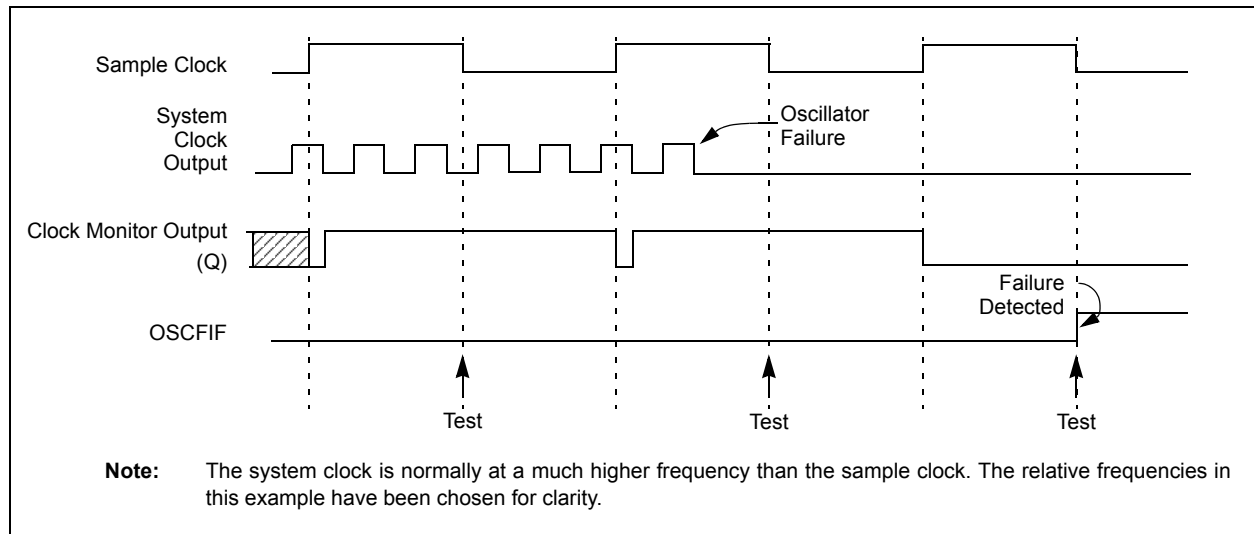 Sample Clock
System
Clock
Output
Oscillator
Failure
Clock Monitor Output
(Q)
Failure
Detected
OSCFIF
Test
Test
Test
Note: The system clock is normally at a much higher frequency than the sample clock. The relative frequencies in
this example have been chosen for clarity.